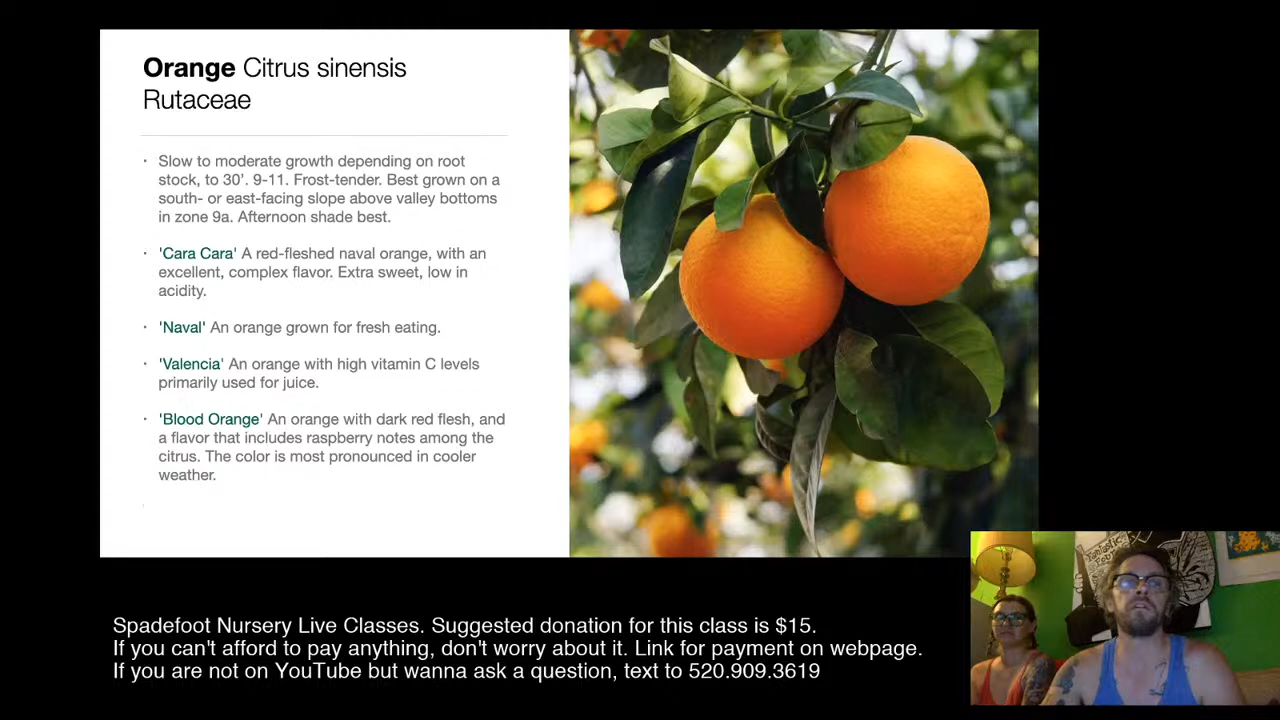 Orange Citrus sinensis
Rutaceae
· Slow to moderate growth depending on root
stock, to 30’. 9-11. Frost-tender. Best grown on a
south- or east-facing slope above valley bottoms
in zone 9a. Afternoon shade best.
· 'Cara Cara' A red-fleshed naval orange, with an
excellent, complex flavor. Extra sweet, low in
acidity.
· 'Naval' An orange grown for fresh eating.
· 'Valencia' An orange with high vitamin C levels
primarily used for juice.
· 'Blood Orange' An orange with dark red flesh, and
a flavor that includes raspberry notes among the
citrus. The color is most pronounced in cooler
weather.
Spadefoot Nursery Live Classes. Suggested donation for this class is $15.
If you can't afford to pay anything, don't worry about it. Link for payment on webpage.
If you are not on YouTube but wanna ask a question, text to 520.909.3619